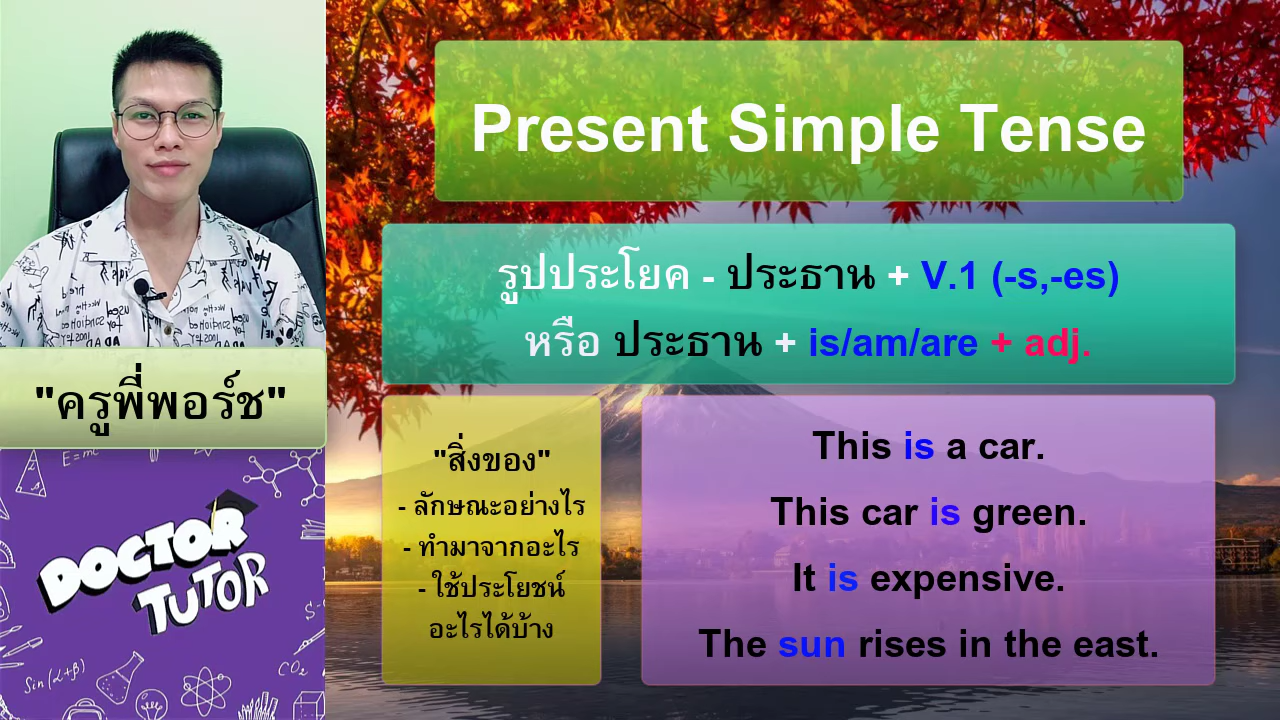 Present Simple Tense
รูปประโยค - ประธาน + V.1 (-s,-es)
หรือ ประธาน + is/am/are + adj.
"ครูพี่พอร์ช"
"สิ่งของ"
- ลักษณะอย่างไร
- ทำมาจากอะไร
- ใช้ประโยชน์
อะไรได้บ้าง
This is a car.
This car is green.
It is expensive.
The sun rises in the east.
E=mc
DOCTOR
TUTOR
Sin (α+β)
CO₂